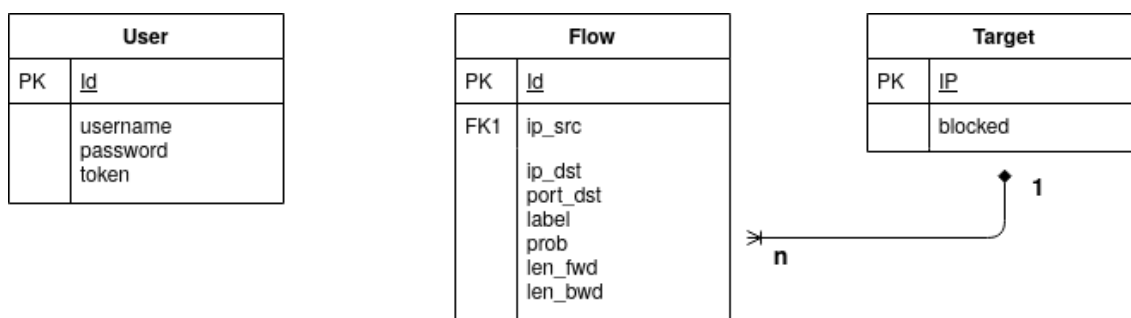 User
PK Id
username
password
token
Flow
PK Id
FK1 ip_src
ip_dst
port_dst
label
prob
len_fwd
len_bwd
Target
PK IP
blocked
1
n